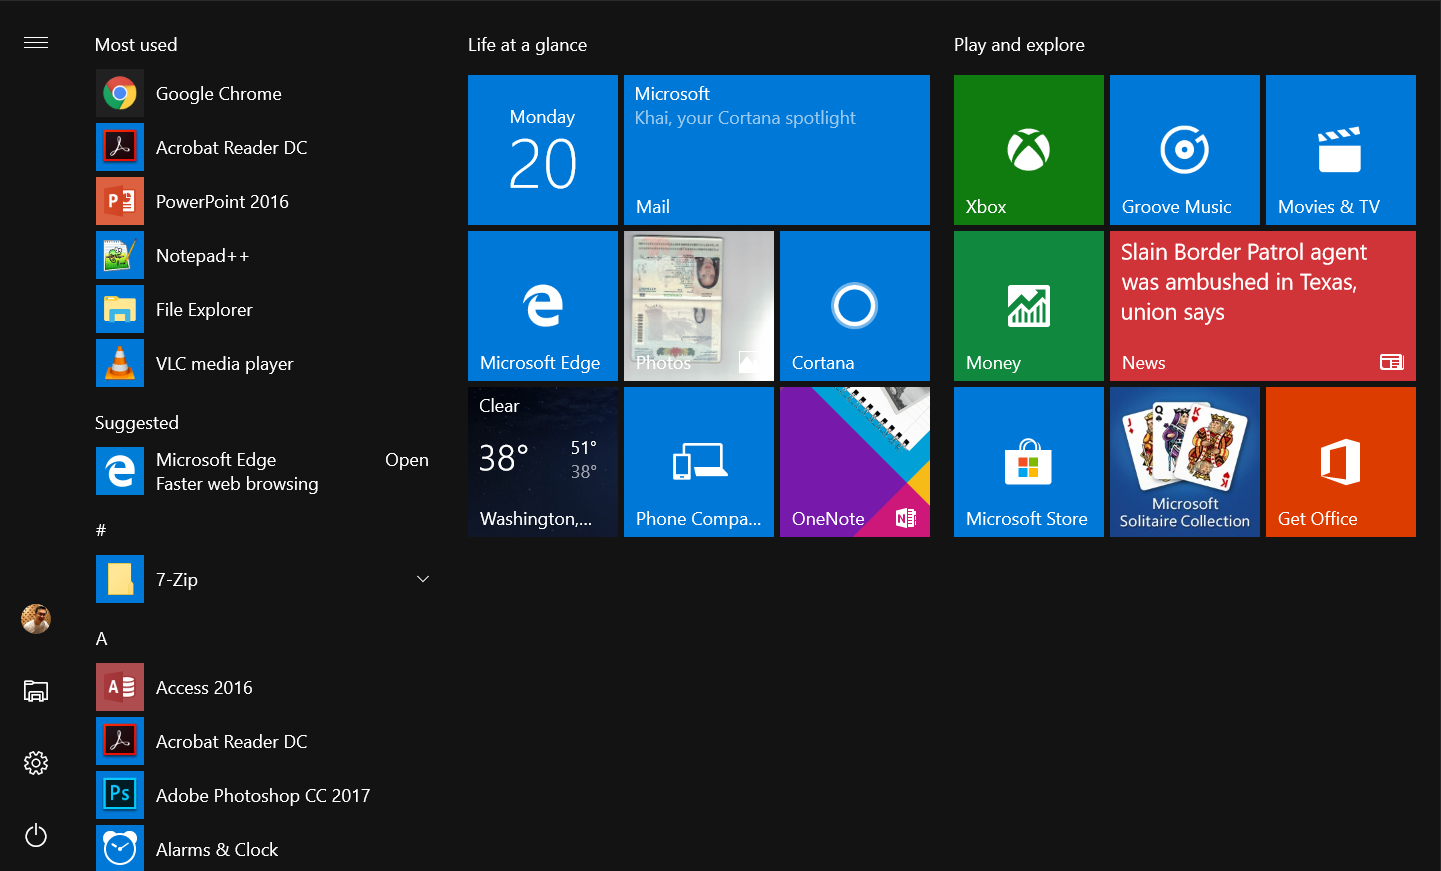 Most used
Google Chrome
Acrobat Reader DC
PowerPoint 2016
Notepad++
File Explorer
VLC media player
Suggested
Microsoft Edge
Open
Faster web browsing
#
7-Zip
A
Access 2016
Acrobat Reader DC
Ps
Adobe Photoshop CC 2017
Alarms & Clock
Life at a glance
Monday
20
Microsoft
Khai, your Cortana spotlight
Mail
Microsoft Edge
Photos
Cortana
Clear
38°
51°
38°
Washington,...
Phone Compa...
OneNote
Play and explore
Xbox
Groove Music
Movies & TV
Money
Slain Border Patrol agent
was ambushed in Texas,
union says
News
Microsoft Store
J
Q
K
K
Microsoft
Solitaire Collection
Get Office